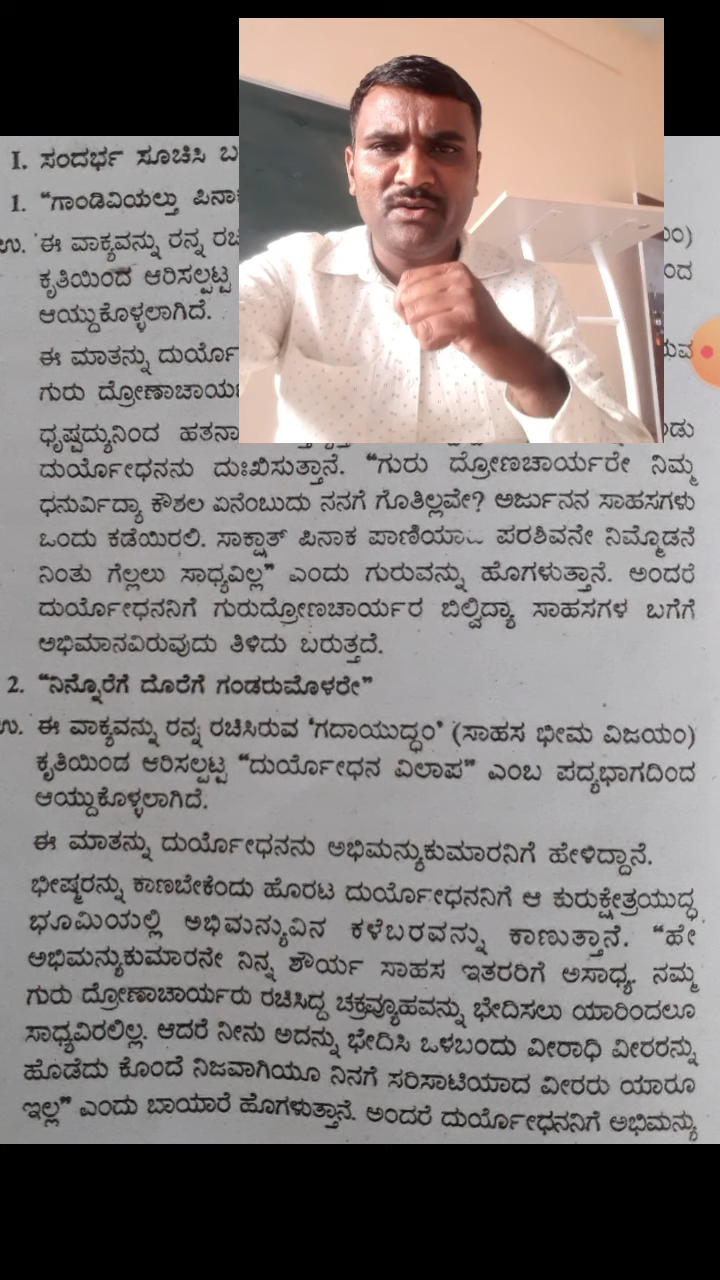 I. ಸಂದರ್ಭ ಸೂಚಿಸಿ
1. “ಗಾಂಡಿವಿಯಲ್ತು
ಉ. ಈ ವಾಕ್ಯವನ್ನು ರನ್ನ
ಕೃತಿಯಿಂದ ಆರಿಸಲ್ಪಟ್ಟ
ಆಯ್ದುಕೊಳ್ಳಲಾಗಿದೆ.
ಈ ಮಾತನ್ನು
ಗುರು
ಧೃಷ್ಟದ್ಯುನಿಂದ
ದುರ್ಯೋಧನನು ದುಃಖಿಸುತ್ತಾನೆ. “ಗುರು ದ್ರೋಣಚಾರ್ಯರೇ ನಿಮ್ಮ
ಧನುರ್ವಿದ್ಯಾ ಕೌಶಲ ಏನೆಂಬುದು ನನಗೆ ಗೊತಿಲ್ಲವೇ? ಅರ್ಜುನನ ಸಾಹಸಗಳು
ಒಂದು ಕಡೆಯಿರಲಿ. ಸಾಕ್ಷಾತ್ ಪಿನಾಕ ಪರಶಿವನೇ ನಿಮ್ಮೊಡನೆ
ನಿಂತು ಗೆಲ್ಲಲು ಸಾಧ್ಯವಿಲ್ಲ” ಎಂದು ಗುರುವನ್ನು ಹೊಗಳುತ್ತಾನೆ. ಅಂದರೆ
ದುರ್ಯೋಧನನಿಗೆ ಗುರುದ್ರೋಣಚಾರ್ಯರ ಬಿಲ್ವಿದ್ಯಾ ಸಾಹಸಗಳ ಬಗೆಗೆ
ಅಭಿಮಾನವಿರುವುದು ತಿಳಿದು ಬರುತ್ತದೆ.
2. “ನಿನ್ನೊರೆಗೆ ದೊರೆಗೆ ಗಂಡರುಮೊಳರೇ”
ಉ. ಈ ವಾಕ್ಯವನ್ನು ರನ್ನ ರಚಿಸಿರುವ ‘ಗದಾಯುದ್ಧಂ’ (ಸಾಹಸ ಭೀಮ ವಿಜಯಂ)
ಕೃತಿಯಿಂದ ಆರಿಸಲ್ಪಟ್ಟ “ದುರ್ಯೋಧನ ವಿಲಾಪ” ಎಂಬ ಪದ್ಯಭಾಗದಿಂದ
ಆಯ್ದುಕೊಳ್ಳಲಾಗಿದೆ.
ಈ ಮಾತನ್ನು ದುರ್ಯೋಧನನು ಅಭಿಮನ್ಯುಕುಮಾರನಿಗೆ ಹೇಳಿದ್ದಾನೆ.
ಭೀಷ್ಮರನ್ನು ಕಾಣಬೇಕೆಂದು ಹೊರಟ ದುರ್ಯೋಧನನಿಗೆ ಆ ಕುರುಕ್ಷೇತ್ರಯುದ್ಧ
ಭೂಮಿಯಲ್ಲಿ ಅಭಿಮನ್ಯುವಿನ ಕಳೆಬರವನ್ನು ಕಾಣುತ್ತಾನೆ. “ಹೇ
ಅಭಿಮನ್ಯುಕುಮಾರನೇ ನಿನ್ನ ಶೌರ್ಯ ಸಾಹಸ ಇತರರಿಗೆ ಅಸಾಧ್ಯ. ನಮ್ಮ
ಗುರು ದ್ರೋಣಾಚಾರ್ಯರು ರಚಿಸಿದ್ದ ಚಕ್ರವ್ಯೂಹವನ್ನು ಭೇದಿಸಲು ಯಾರಿಂದಲೂ
ಸಾಧ್ಯವಿರಲಿಲ್ಲ. ಆದರೆ ನೀನು ಅದನ್ನು ಭೇದಿಸಿ ಒಳಬಂದು ವೀರಾಧಿ ವೀರರನ್ನು
ಹೊಡೆದು ಕೊಂದೆ ನಿಜವಾಗಿಯೂ ನಿನಗೆ ಸರಿಸಾಟಿಯಾದ ವೀರರು ಯಾರೂ
ಇಲ್ಲ” ಎಂದು ಬಾಯಾರೆ ಹೊಗಳುತ್ತಾನೆ. ಅಂದರೆ ದುರ್ಯೋಧನನಿಗೆ ಅಭಿಮನ್ಯು